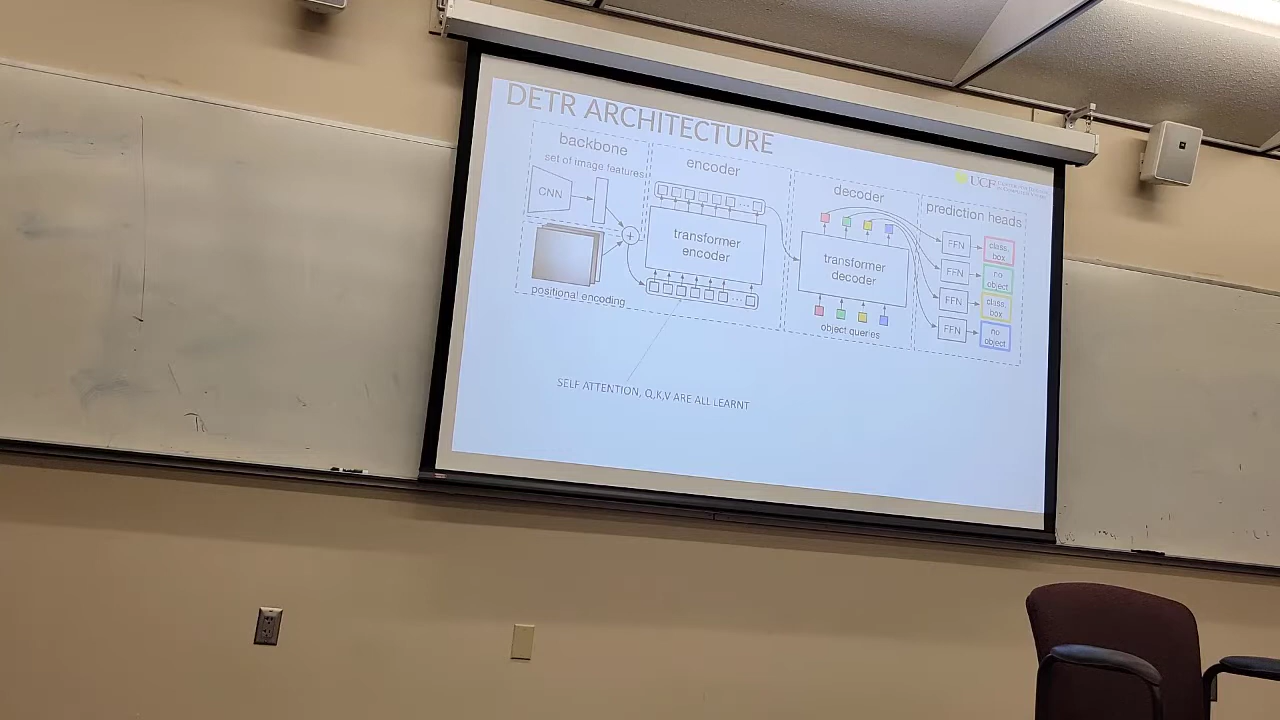 DETR ARCHITECTURE
UCF
backbone
set of image features
CNN
+
positional encoding
encoder
...
transformer
encoder
...
decoder
transformer
decoder
object queries
prediction heads
FFN
class,
box
FFN
no
object
FFN
class,
box
FFN
no
object
SELF ATTENTION, Q,K,V ARE ALL LEARNT